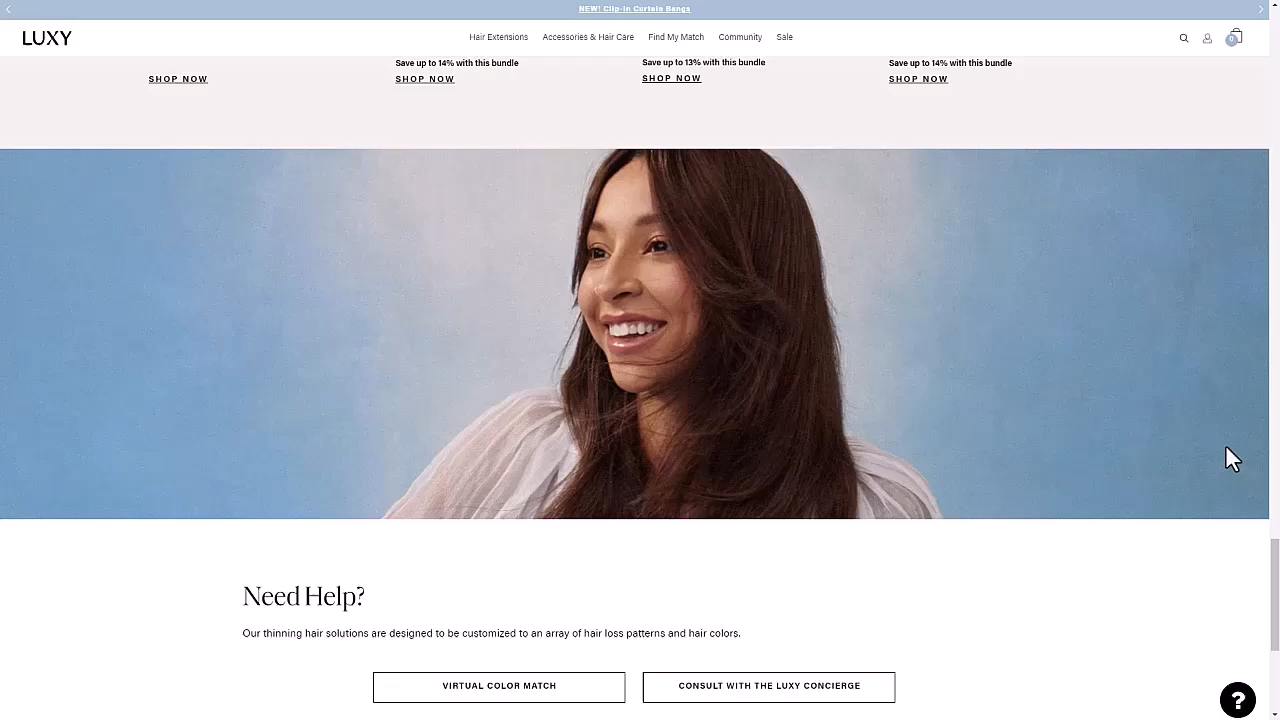 NEW! Clip-In Curtain Bangs
LUXY
Hair Extensions Accessories & Hair Care Find My Match Community Sale
0
Save up to 14% with this bundle
Save up to 13% with this bundle
Save up to 14% with this bundle
SHOP NOW
SHOP NOW
SHOP NOW
SHOP NOW
Need Help?
Our thinning hair solutions are designed to be customized to an array of hair loss patterns and hair colors.
VIRTUAL COLOR MATCH
CONSULT WITH THE LUXY CONCIERGE
?